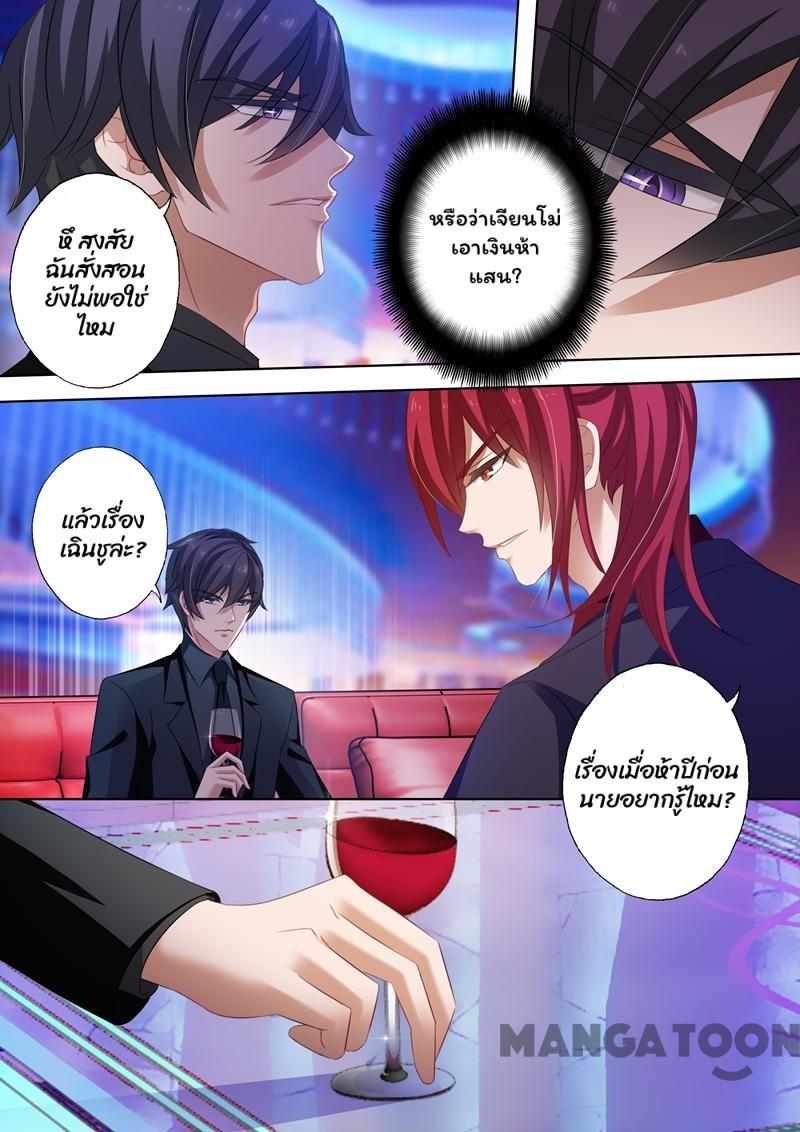 หึ สงสัย
ฉันสั่งสอน
ยังไม่พอใช่
ไหม
หรือว่าเจียนโม่
เอาเงินห้า
แสน?
แล้วเรื่อง
เฉินชูล่ะ?
เรื่องเมื่อห้าปีก่อน
นายอยากรู้ไหม?
MANGATOON